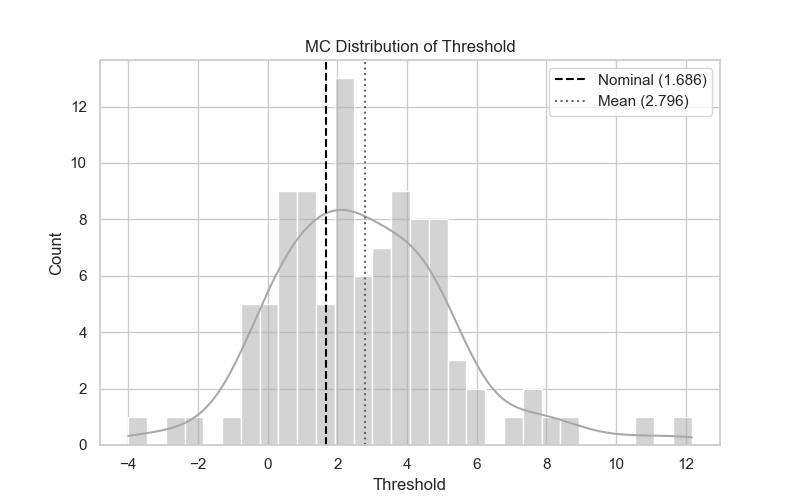 MC Distribution of Threshold
Nominal (1.686)
Mean (2.796)
Count
12
10
8
6
4
2
0
−4 −2 0 2 4 6 8 10 12
Threshold